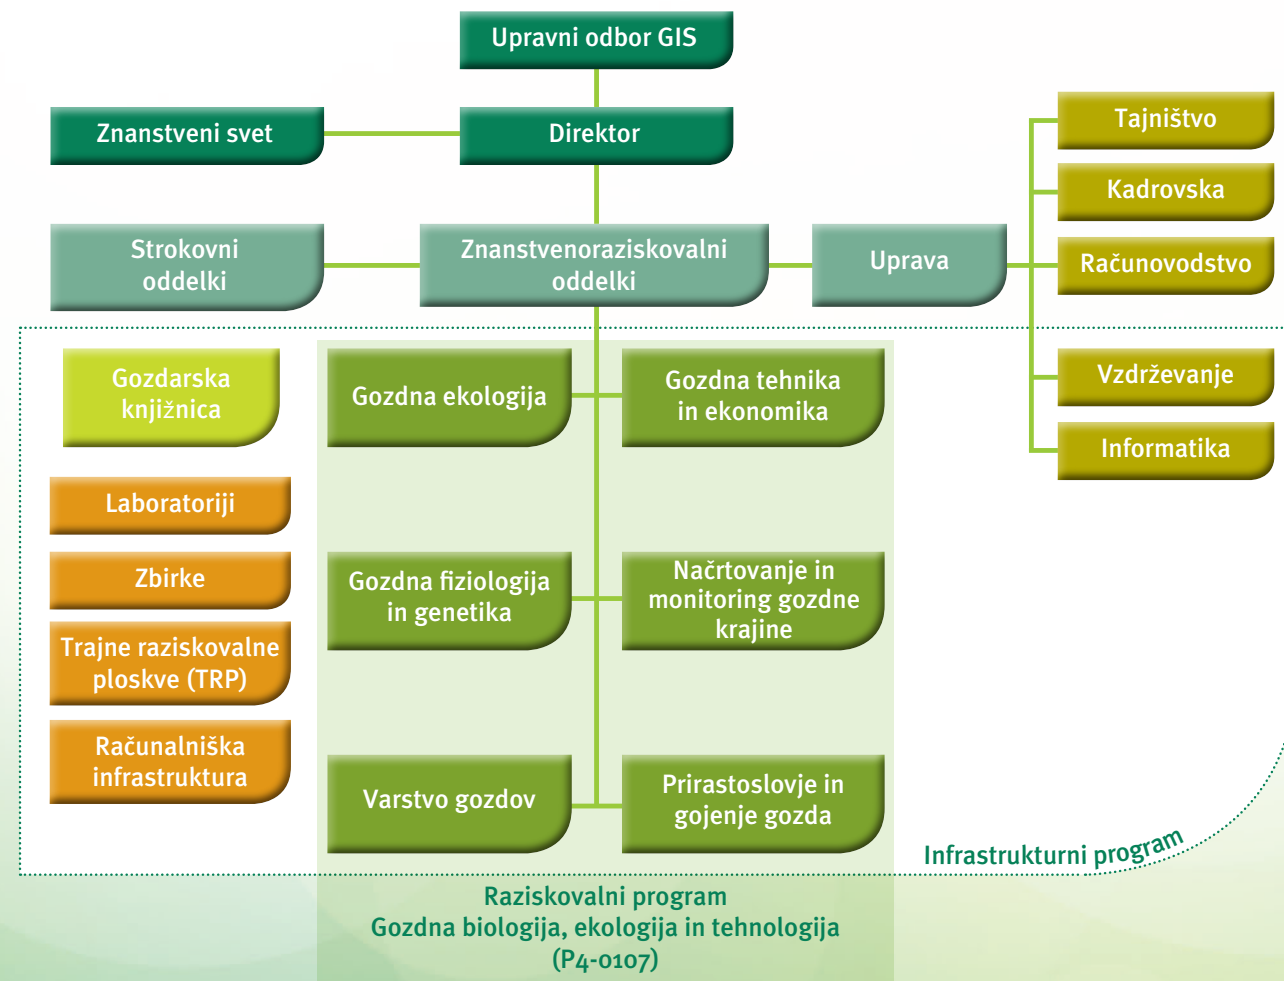 Upravni odbor GIS
Znanstveni svet
Direktor
Tajništvo
Kadrovska
Strokovni
oddelki
Znanstvenoraziskovalni
oddelki
Uprava
Računovodstvo
Gozdarska
knjižnica
Gozdna ekologija
Gozdna tehnika
in ekonomika
Vzdrževanje
Informatika
Laboratoriji
Zbirke
Gozdna fiziologija
in genetika
Načrtovanje in
monitoring gozdne
krajine
Trajne raziskovalne
ploskve (TRP)
Računalniška
infrastruktura
Varstvo gozdov
Prirastoslovje in
gojenje gozda
Infrastrukturni program
Raziskovalni program
Gozdna biologija, ekologija in tehnologija
(P4-0107)